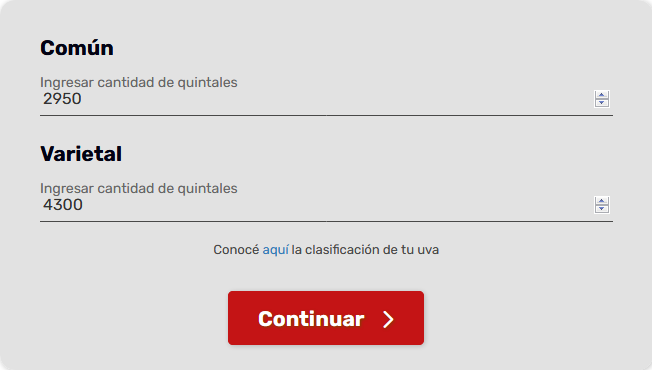 Común
Ingresar cantidad de quintales
2950
Varietal
Ingresar cantidad de quintales
4300
Conocé aquí la clasificación de tu uva
Continuar